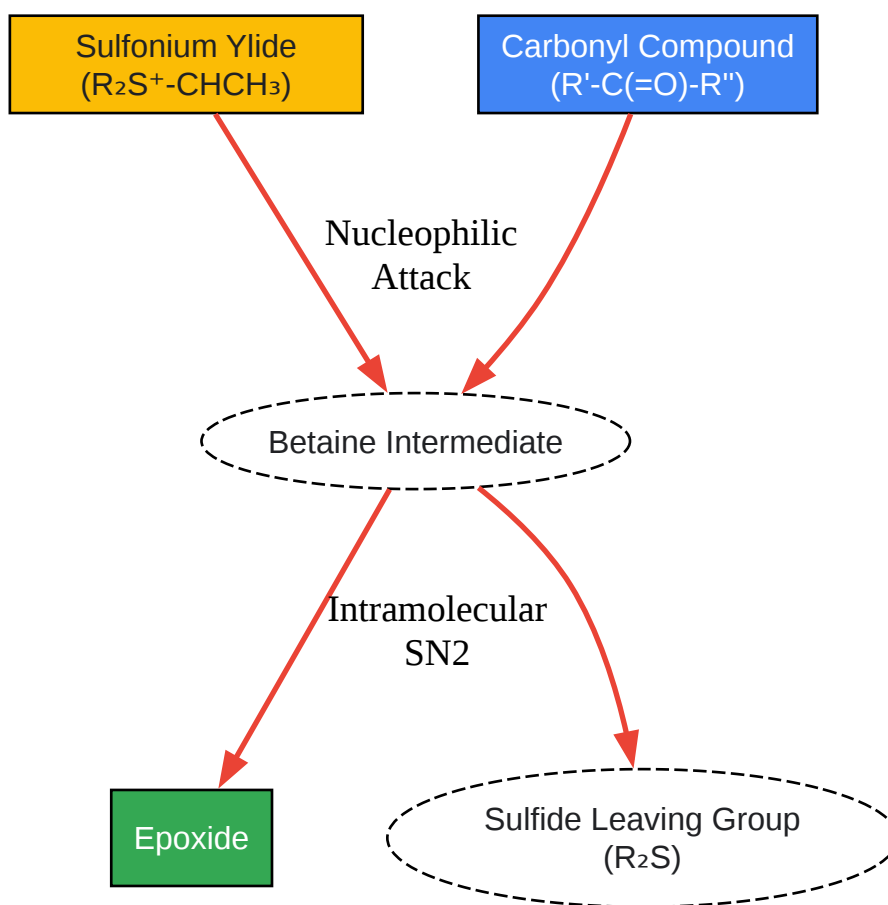 Sulfonium Ylide
(R₂S⁺-CHCH₃)
Carbonyl Compound
(R'-C(=O)-R")
Nucleophilic
Attack
Betaine Intermediate
Intramolecular
SN2
Epoxide
Sulfide Leaving Group
(R₂S)